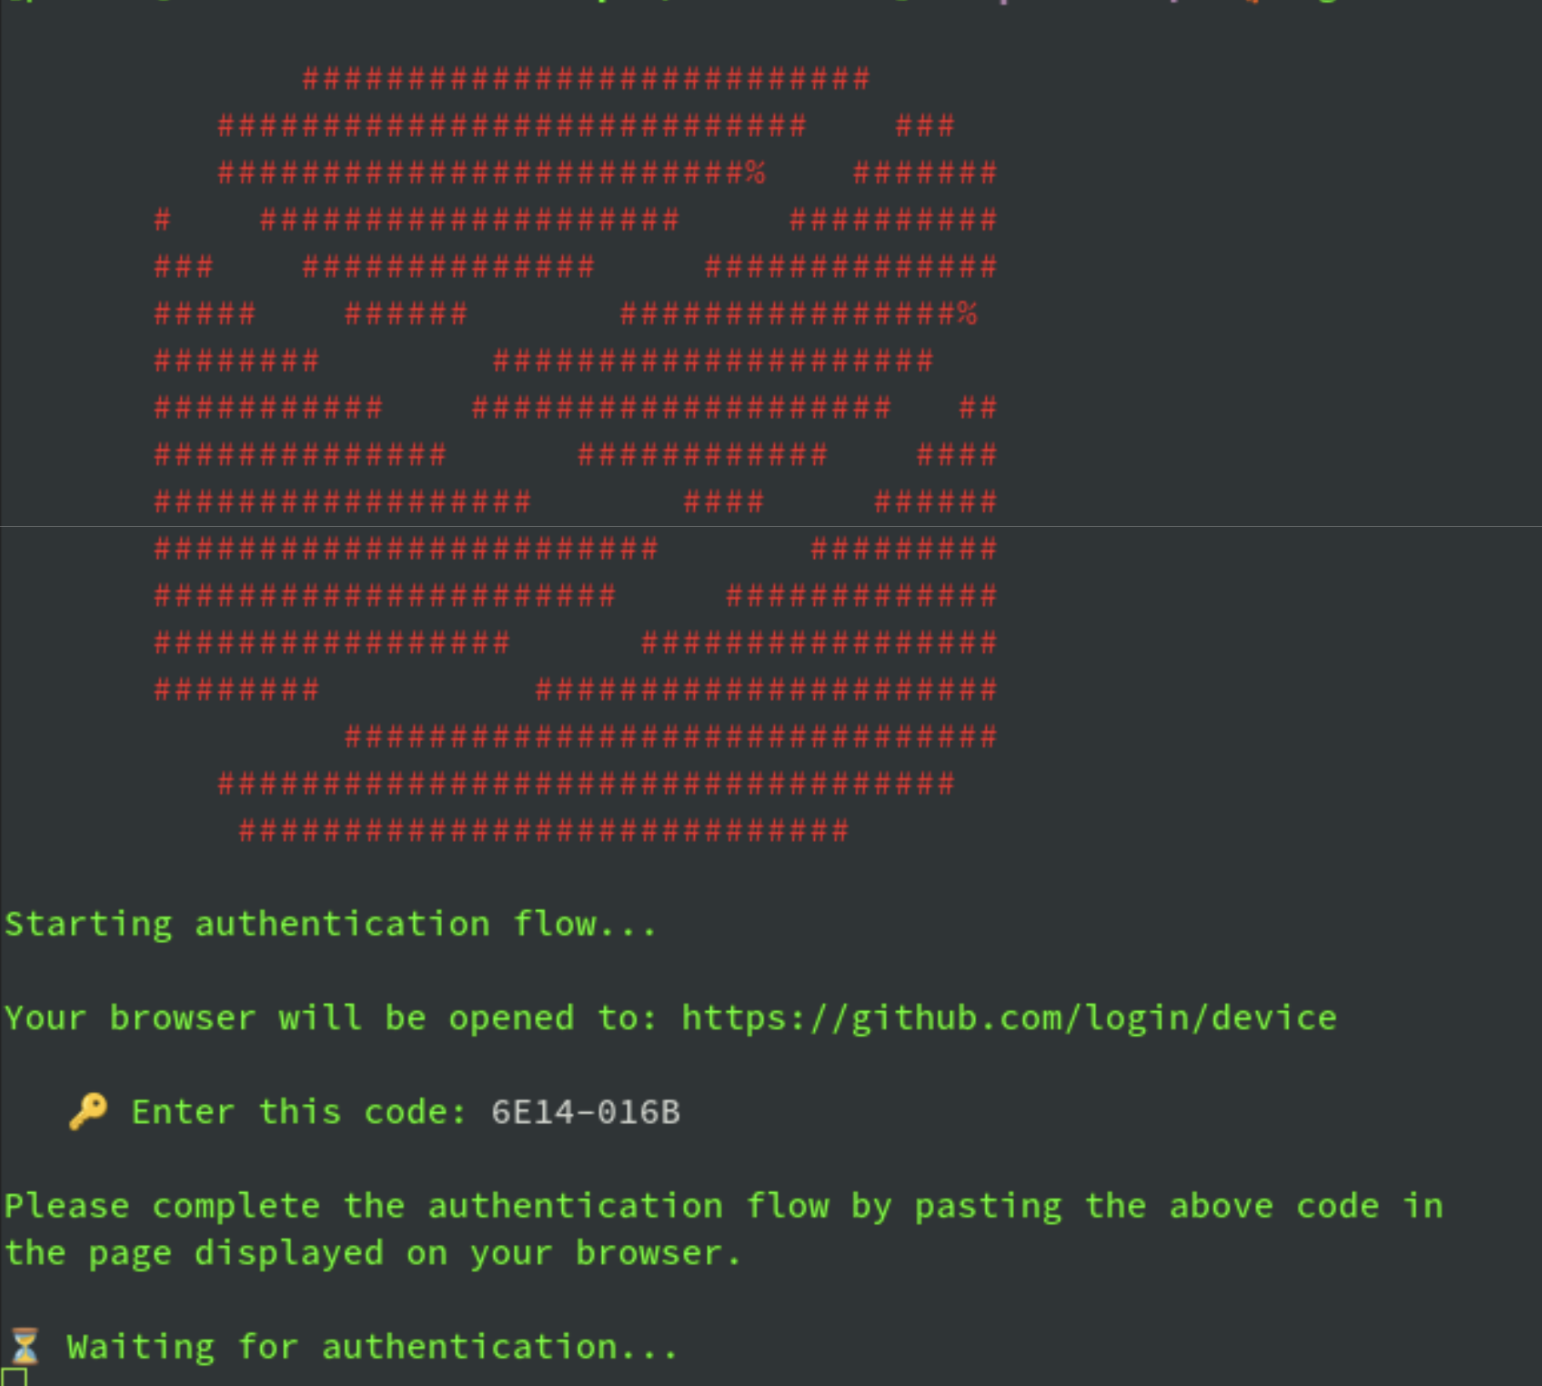 ###########################
############################ ###
#########################% #######
# #################### ##########
### ############## ##############
##### ###### ################%
######## #####################
########### #################### ##
############## ############ ####
################## #### ######
######################## #########
###################### #############
################# #################
######## ######################
###############################
###################################
#############################
Starting authentication flow...
Your browser will be opened to: https://github.com/login/device
🔑 Enter this code: 6E14-016B
Please complete the authentication flow by pasting the above code in
the page displayed on your browser.
⏳ Waiting for authentication...